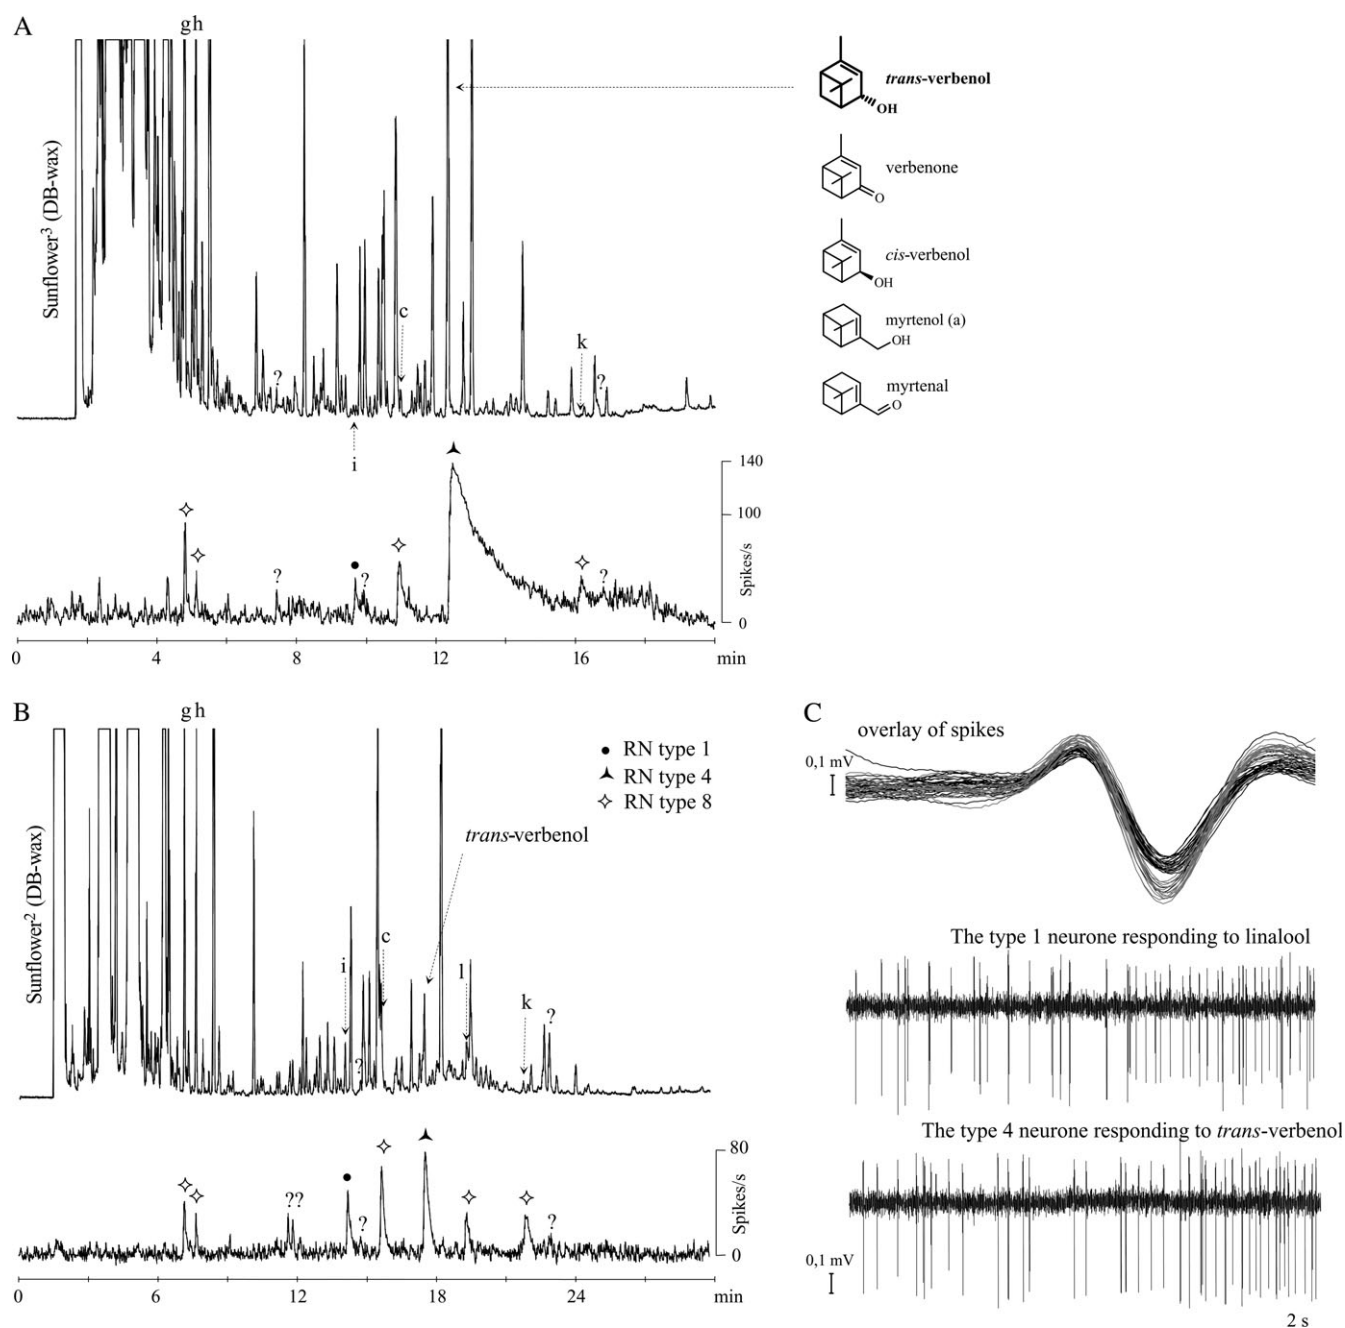 A
g h
Sunflower³ (DB-wax)
trans-verbenol
OH
verbenone
O
cis-verbenol
OH
myrtenol (a)
OH
myrtenal
O
c
k
?
?
i
140
100
Spikes/s
0
?
?
?
0
4
8
12
16
min
B
g h
Sunflower² (DB-wax)
RN type 1
RN type 4
RN type 8
trans-verbenol
c
i
l
k
?
?
80
Spikes/s
0
??
?
?
0
6
12
18
24
min
C
overlay of spikes
0,1 mV
The type 1 neurone responding to linalool
The type 4 neurone responding to trans-verbenol
0,1 mV
2 s